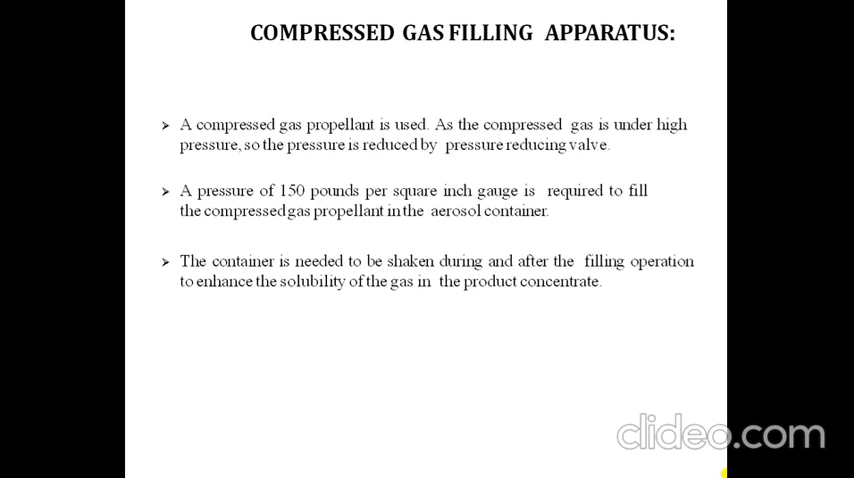 COMPRESSED GAS FILLING APPARATUS:
➢ A compressed gas propellant is used. As the compressed gas is under high
pressure, so the pressure is reduced by pressure reducing valve.
➢ A pressure of 150 pounds per square inch gauge is required to fill
the compressed gas propellant in the aerosol container.
➢ The container is needed to be shaken during and after the filling operation
to enhance the solubility of the gas in the product concentrate.
clideo.com